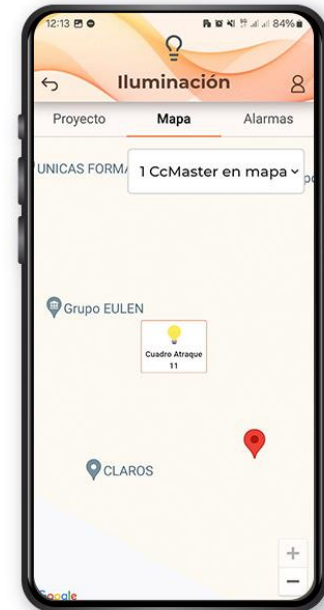 12:13 84%
Iluminación
Proyecto Mapa Alarmas
UNICAS FORMA
1 CcMaster en mapa
Grupo EULEN
Cuadro Atraque
11
CLAROS
+
−
Google